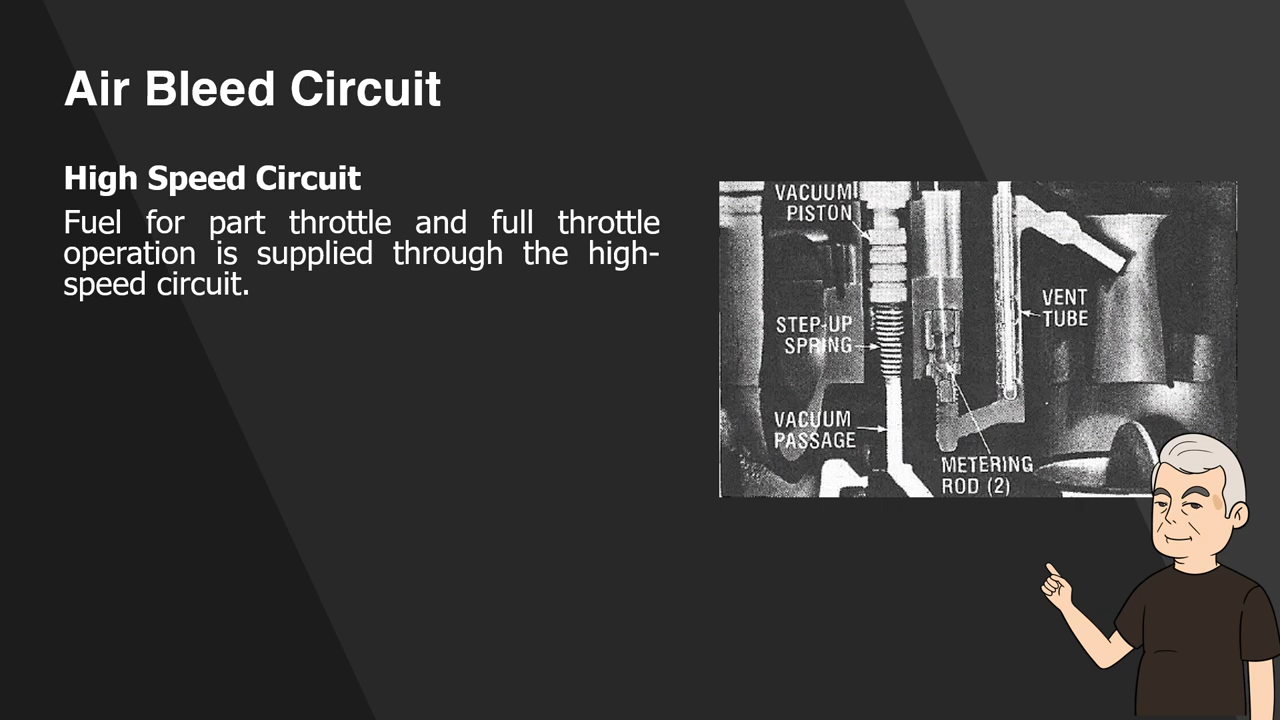 Air Bleed Circuit
High Speed Circuit
Fuel for part throttle and full throttle
operation is supplied through the high-
speed circuit.
VACUUM
PISTON
STEP-UP
SPRING
VACUUM
PASSAGE
VENT
TUBE
METERING
ROD (2)